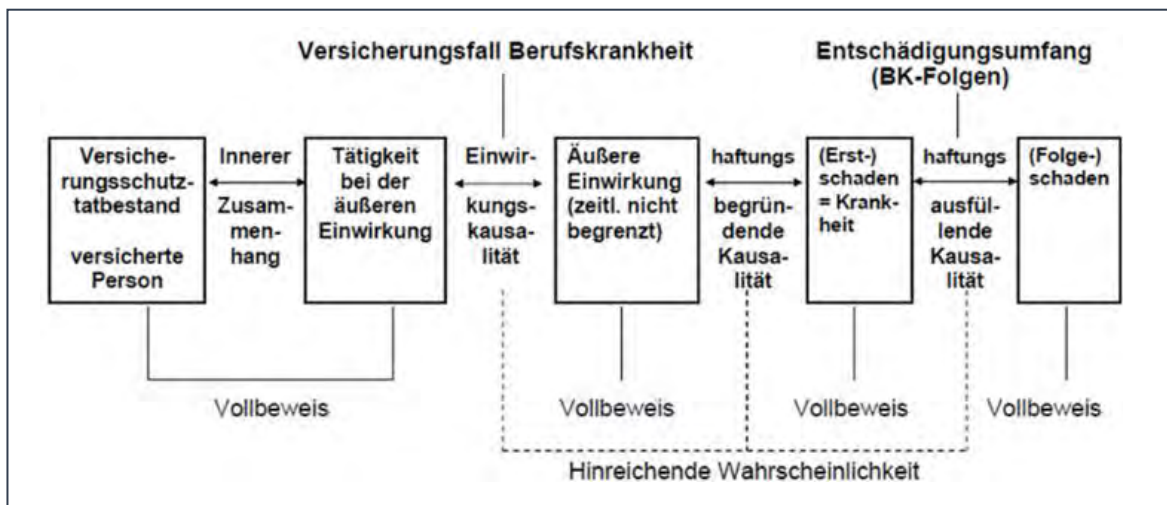 Versicherungsfall Berufskrankheit
Entschädigungsumfang
(BK-Folgen)
Versiche-
rungsschutz-
tatbestand
versicherte
Person
Innerer
Zusam-
menhang
Tätigkeit
bei der
äußeren
Einwirkung
Einwir-
kungs-
kausa-
lität
Äußere
Einwirkung
(zeitl. nicht
begrenzt)
haftungs
begrün-
dende
Kausa-
lität
(Erst-)
schaden
= Krank-
heit
haftungs
ausfül-
lende
Kausa-
lität
(Folge-)
schaden
Vollbeweis
Vollbeweis
Vollbeweis
Vollbeweis
Hinreichende Wahrscheinlichkeit